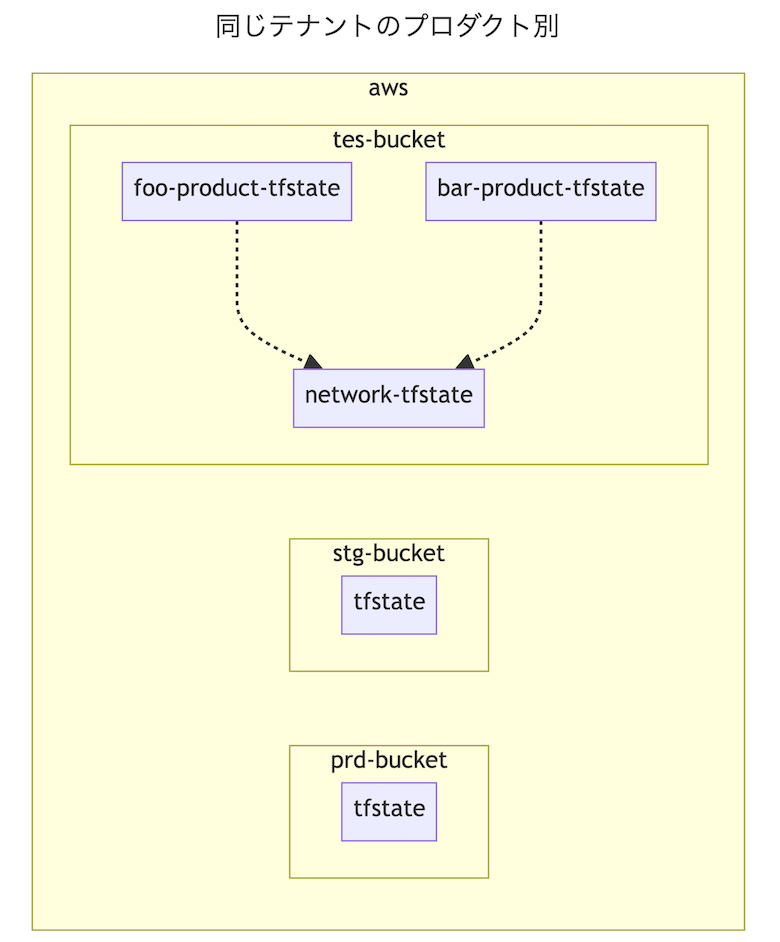 同じテナントのプロダクト別
aws
tes-bucket
foo-product-tfstate
bar-product-tfstate
network-tfstate
stg-bucket
tfstate
prd-bucket
tfstate